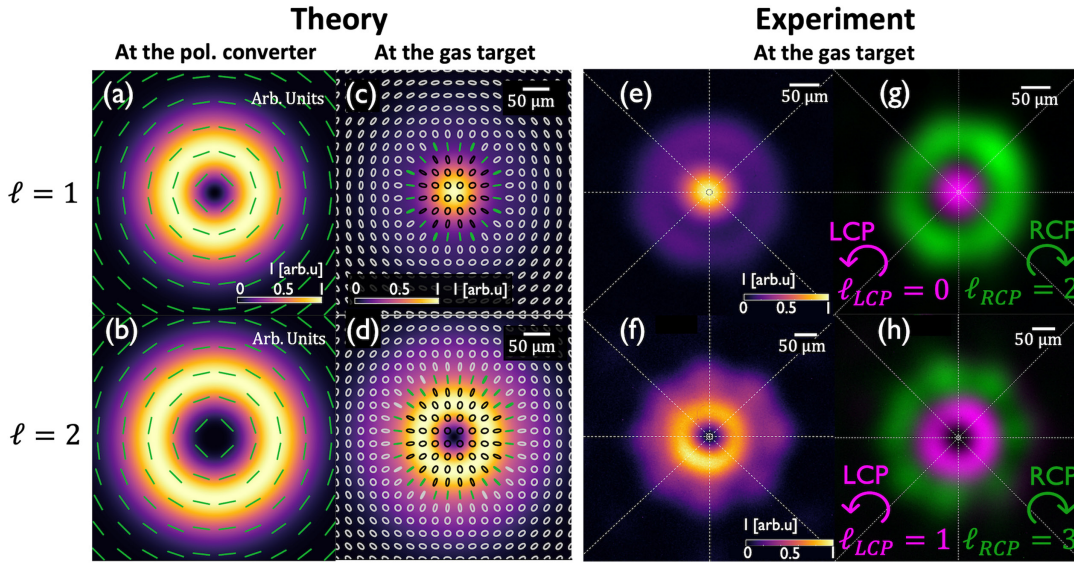 Theory
Experiment
At the pol. converter
At the gas target
At the gas target
ℓ = 1
(a)
Arb. Units
I [arb.u]
0 0.5 1
(c)
50 μm
I [arb.u]
0 0.5 1
(e)
50 μm
I [arb.u]
0 0.5 1
(g)
50 μm
LCP
RCP
ℓLCP = 0
ℓRCP = 2
ℓ = 2
(b)
Arb. Units
(d)
50 μm
(f)
50 μm
I [arb.u]
0 0.5 1
(h)
50 μm
LCP
RCP
ℓLCP = 1
ℓRCP = 3